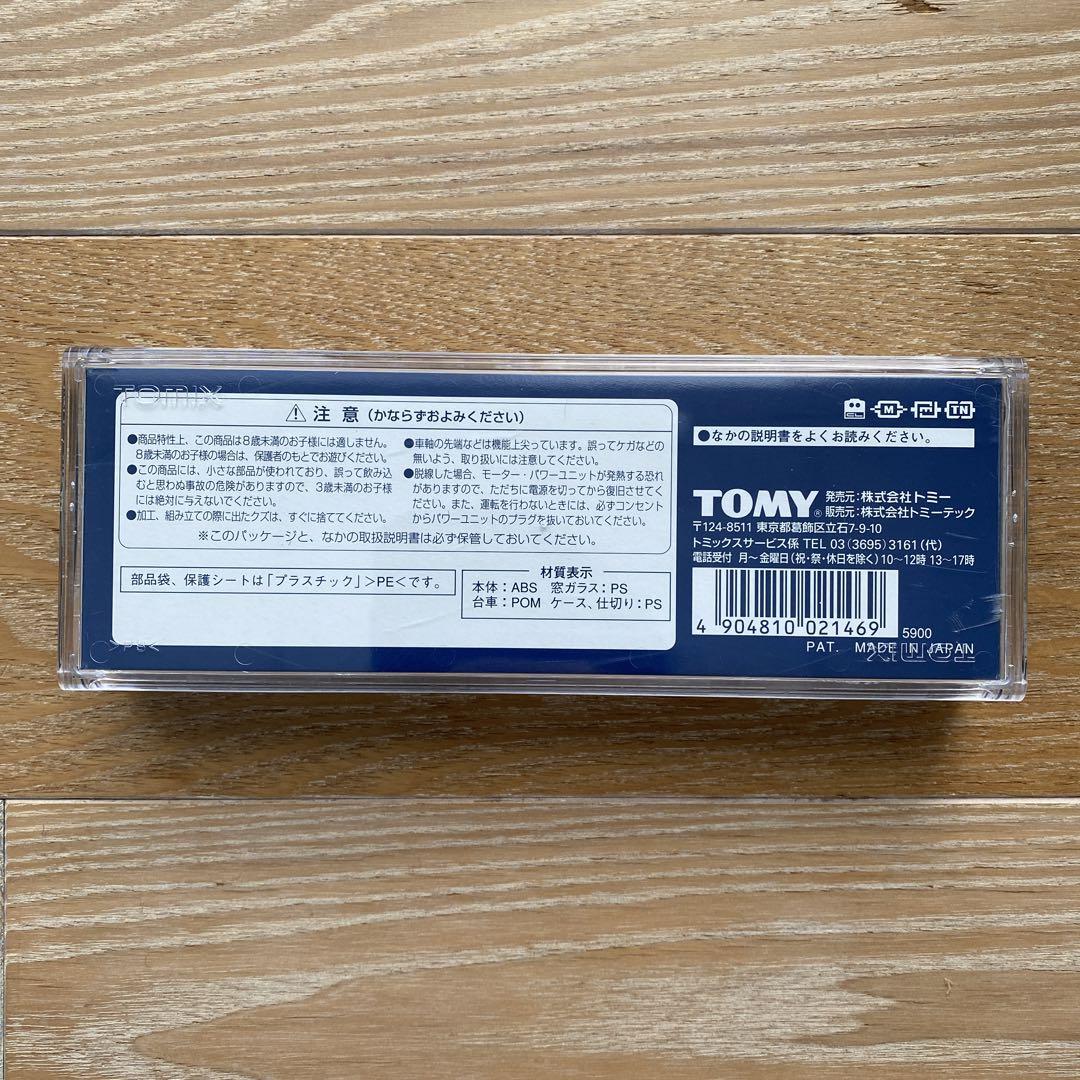 TOMIX
⚠ 注意(かならずおよみください)
●商品特性上、この商品は8歳未満のお子様には適しません。
8歳未満のお子様の場合は、保護者のもとでお遊びください。
●この商品には、小さな部品が使われており、誤って飲み込
むと思わぬ事故の危険がありますので、3歳未満のお子様
には絶対に与えないでください。
●加工、組み立ての際に出たクズは、すぐに捨ててください。
●車軸の先端などは機能上尖っています。誤ってケガなどの
無いよう、取り扱いには注意してください。
●脱線した場合、モーター・パワーユニットが発熱する恐れ
がありますので、ただちに電源を切ってから復旧させてく
ださい。また、運転を行わないときには、必ずコンセント
からパワーユニットのプラグを抜いておいてください。
※このパッケージと、なかの取扱説明書は必ず保管しておいてください。
部品袋、保護シートは「プラスチック」>PE<です。
材質表示
本体:ABS 窓ガラス:PS
台車:POM ケース、仕切り:PS
>PS<
CL M TN
●なかの説明書をよくお読みください。
TOMY® 発売元:株式会社トミー
販売元:株式会社トミーテック
〒124-8511 東京都葛飾区立石7-9-10
トミックスサービス係 TEL 03(3695)3161(代)
電話受付 月~金曜日(祝・祭・休日を除く)10~12時 13~17時
4 904810 021469
5900
PAT. MADE IN JAPAN
TOMIX